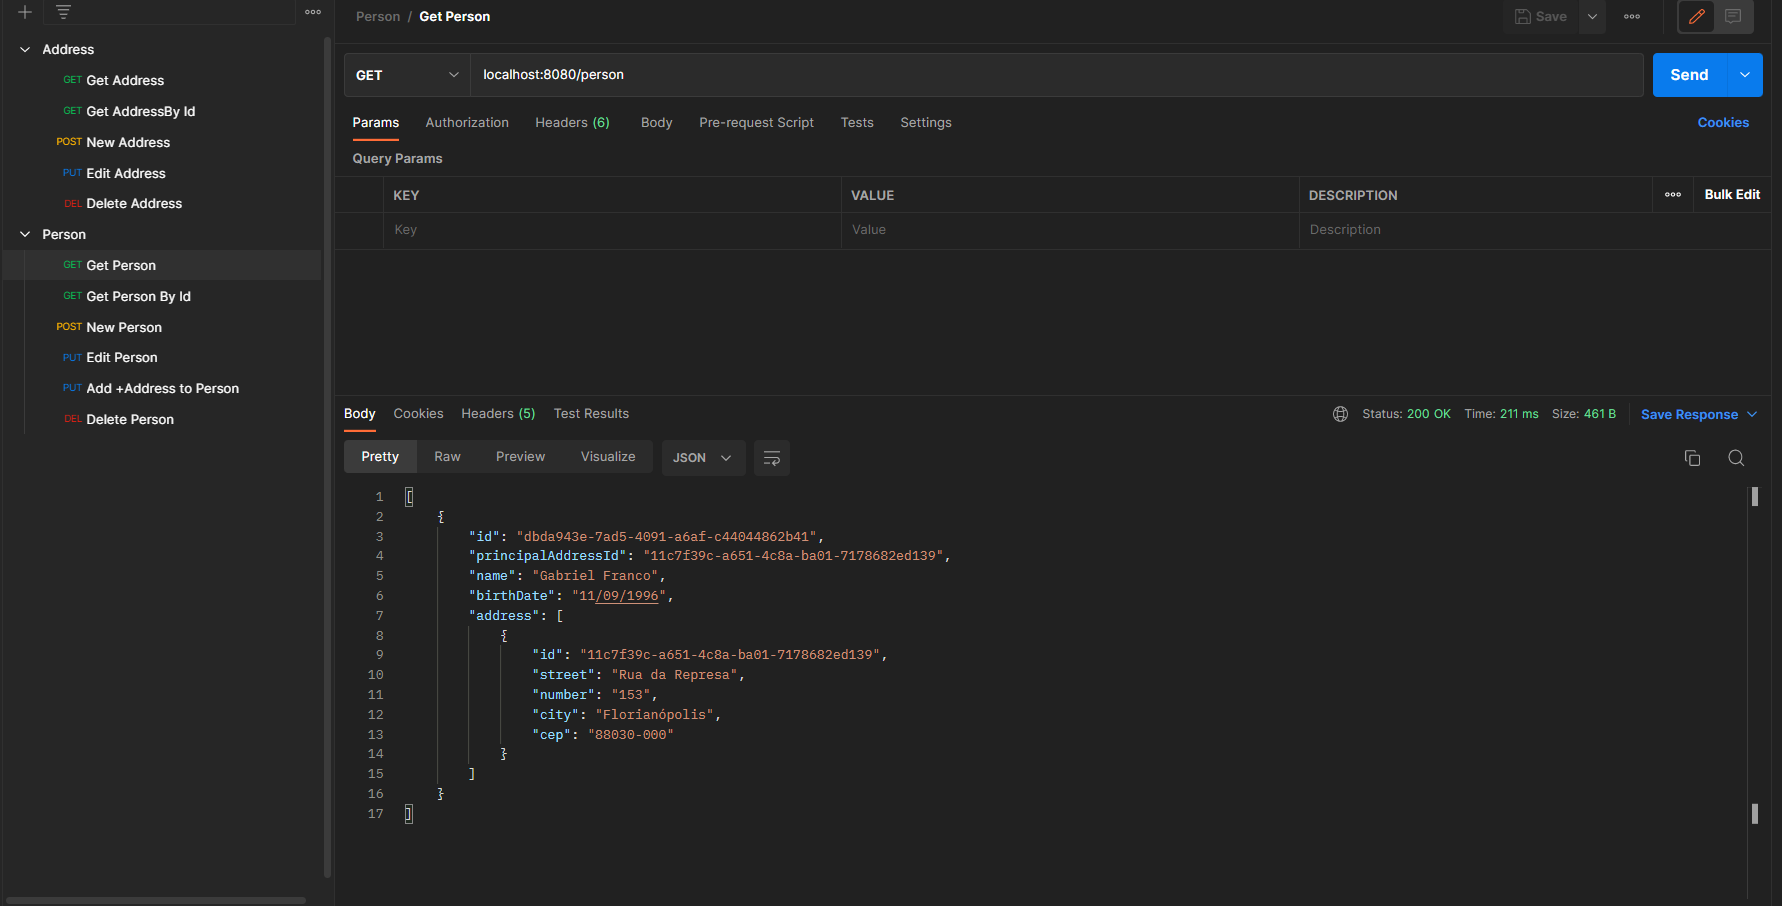 Person / Get Person
Save
Address
GET Get Address
GET Get AddressBy Id
POST New Address
PUT Edit Address
DEL Delete Address
Person
GET Get Person
GET Get Person By Id
POST New Person
PUT Edit Person
PUT Add +Address to Person
DEL Delete Person
GET localhost:8080/person Send
Params Authorization Headers (6) Body Pre-request Script Tests Settings Cookies
Query Params
KEY VALUE DESCRIPTION Bulk Edit
Key Value Description
Body Cookies Headers (5) Test Results Status: 200 OK Time: 211 ms Size: 461 B Save Response
Pretty Raw Preview Visualize JSON
1 [
2 {
3 "id": "dbda943e-7ad5-4091-a6af-c44044862b41",
4 "principalAddressId": "11c7f39c-a651-4c8a-ba01-7178682ed139",
5 "name": "Gabriel Franco",
6 "birthDate": "11/09/1996",
7 "address": [
8 {
9 "id": "11c7f39c-a651-4c8a-ba01-7178682ed139",
10 "street": "Rua da Represa",
11 "number": "153",
12 "city": "Florianópolis",
13 "cep": "88030-000"
14 }
15 ]
16 }
17 ]